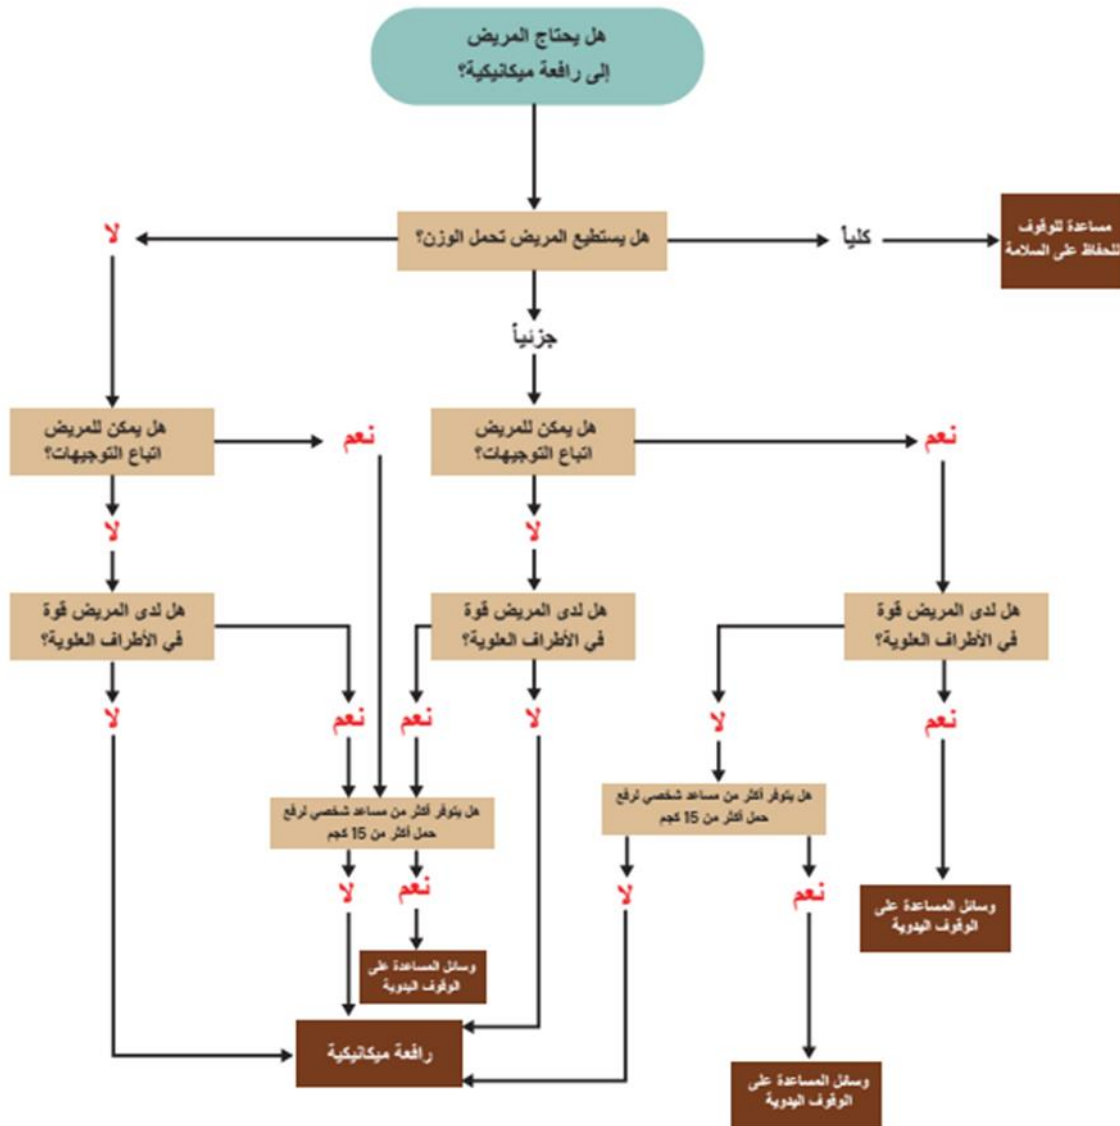 هل يحتاج المريض
إلى رافعة ميكانيكية؟
هل يستطيع المريض تحمل الوزن؟
لا
كلياً
مساعدة للوقوف
للحفاظ على السلامة
جزئياً
هل يمكن للمريض
اتباع التوجيهات؟
نعم
هل يمكن للمريض
اتباع التوجيهات؟
نعم
لا
لا
هل لدى المريض قوة
في الأطراف العلوية؟
هل لدى المريض قوة
في الأطراف العلوية؟
هل لدى المريض قوة
في الأطراف العلوية؟
لا
نعم
نعم
لا
لا
نعم
هل يتوفر أكثر من مساعد شخصي لرفع
حمل أكثر من 15 كجم
هل يتوفر أكثر من مساعد شخصي لرفع
حمل أكثر من 15 كجم
لا
نعم
لا
نعم
وسائل المساعدة على
الوقوف اليدوية
وسائل المساعدة على
الوقوف اليدوية
رافعة ميكانيكية
وسائل المساعدة على
الوقوف اليدوية